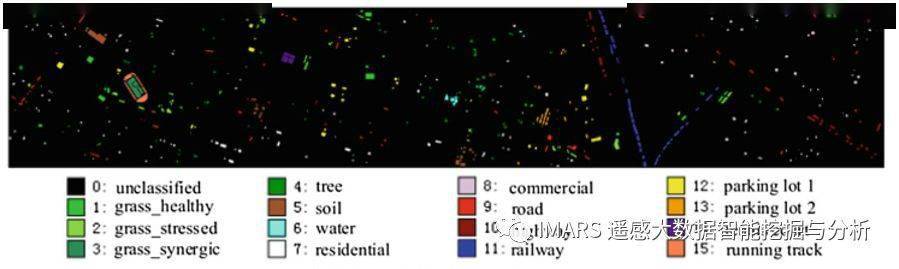 0: unclassified
1: grass_healthy
2: grass_stressed
3: grass_synergic
4: tree
5: soil
6: water
7: residential
8: commercial
9: road
10:
11: railway
12: parking lot 1
13: parking lot 2
15: running track
IMARS 遥感大数据智能挖掘与分析